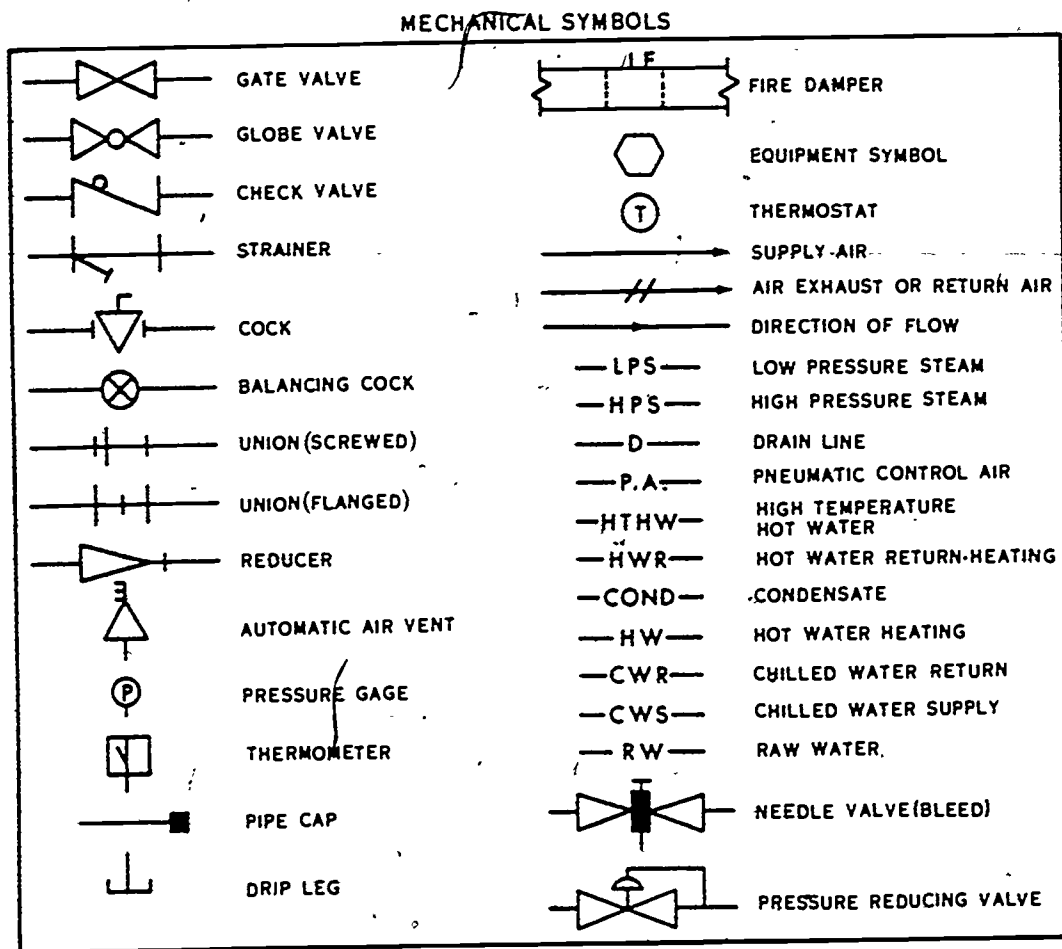 MECHANICAL SYMBOLS
GATE VALVE
GLOBE VALVE
CHECK VALVE
STRAINER
COCK
BALANCING COCK
UNION (SCREWED)
UNION (FLANGED)
REDUCER
AUTOMATIC AIR VENT
P PRESSURE GAGE
THERMOMETER
PIPE CAP
DRIP LEG
FIRE DAMPER
EQUIPMENT SYMBOL
T THERMOSTAT
SUPPLY-AIR
AIR EXHAUST OR RETURN AIR
DIRECTION OF FLOW
LPS LOW PRESSURE STEAM
HPS HIGH PRESSURE STEAM
D DRAIN LINE
P.A. PNEUMATIC CONTROL AIR
HTHW HIGH TEMPERATURE
HOT WATER
HWR HOT WATER RETURN-HEATING
COND CONDENSATE
HW HOT WATER HEATING
CWR CHILLED WATER RETURN
CWS CHILLED WATER SUPPLY
RW RAW WATER
NEEDLE VALVE (BLEED)
PRESSURE REDUCING VALVE